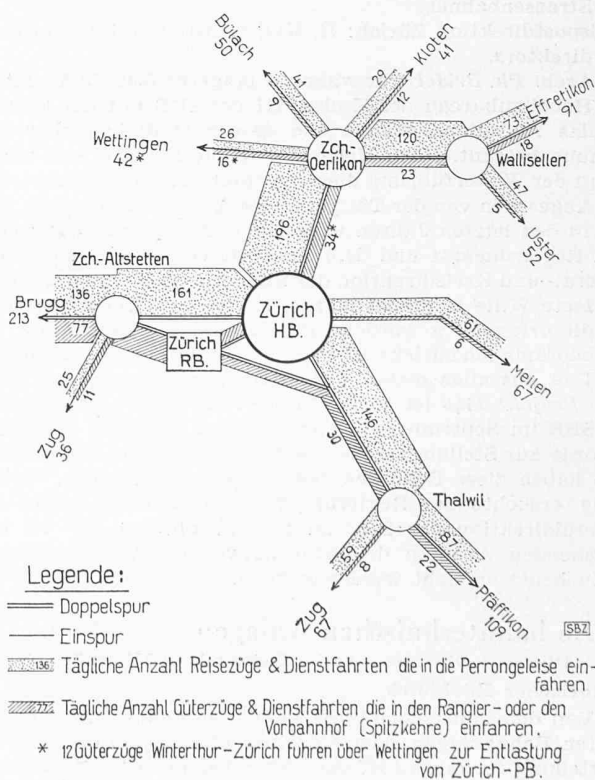 Bülach
50
41
9
Kloten
41
29
12
Effretikon
91
73
18
Wettingen
42*
26
16*
Zch.-
Oerlikon
120
23
Wallisellen
47
5
Uster
52
196
34*
Zch.-Altstetten
Brugg
213
136
77
161
Zürich
HB.
Zürich
RB.
61
6
Meilen
67
25
11
Zug
36
146
30
Thalwil
59
8
Zug
67
87
22
Pfäffikon
109
Legende:
Doppelspur
SBZ
Einspur
136 Tägliche Anzahl Reisezüge & Dienstfahrten die in die Perrongeleise ein-
fahren.
77 Tägliche Anzahl Güterzüge & Dienstfahrten die in den Rangier- oder den
Vorbahnhof (Spitzkehre) einfahren
* 12 Güterzüge Winterthur-Zürich fuhren über Wettingen zur Entlastung
von Zürich-PB.